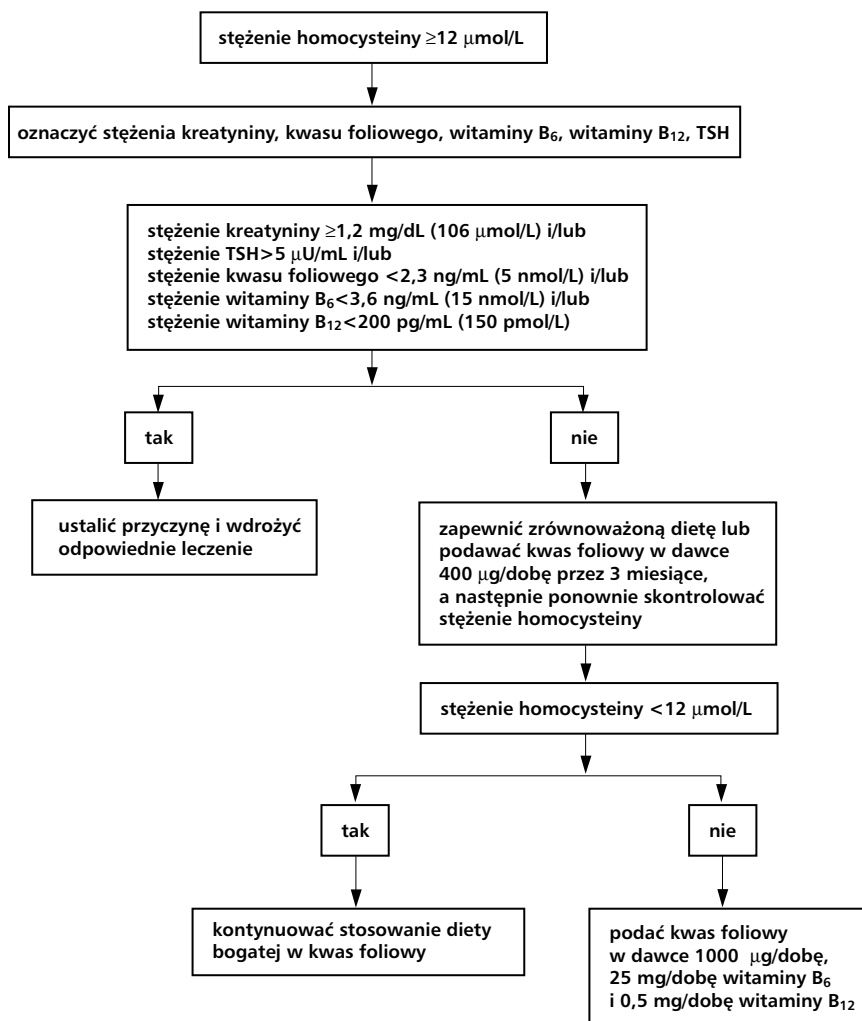 stężenie homocysteiny ≥12 μmol/L
oznaczyć stężenia kreatyniny, kwasu foliowego, witaminy B₆, witaminy B₁₂, TSH
stężenie kreatyniny ≥1,2 mg/dL (106 μmol/L) i/lub
stężenie TSH>5 μU/mL i/lub
stężenie kwasu foliowego <2,3 ng/mL (5 nmol/L) i/lub
stężenie witaminy B₆<3,6 ng/mL (15 nmol/L) i/lub
stężenie witaminy B₁₂<200 pg/mL (150 pmol/L)
tak
nie
ustalić przyczynę i wdrożyć
odpowiednie leczenie
zapewnić zrównoważoną dietę lub
podawać kwas foliowy w dawce
400 μg/dobę przez 3 miesiące,
a następnie ponownie skontrolować
stężenie homocysteiny
stężenie homocysteiny <12 μmol/L
tak
nie
kontynuować stosowanie diety
bogatej w kwas foliowy
podać kwas foliowy
w dawce 1000 μg/dobę,
25 mg/dobę witaminy B₆
i 0,5 mg/dobę witaminy B₁₂